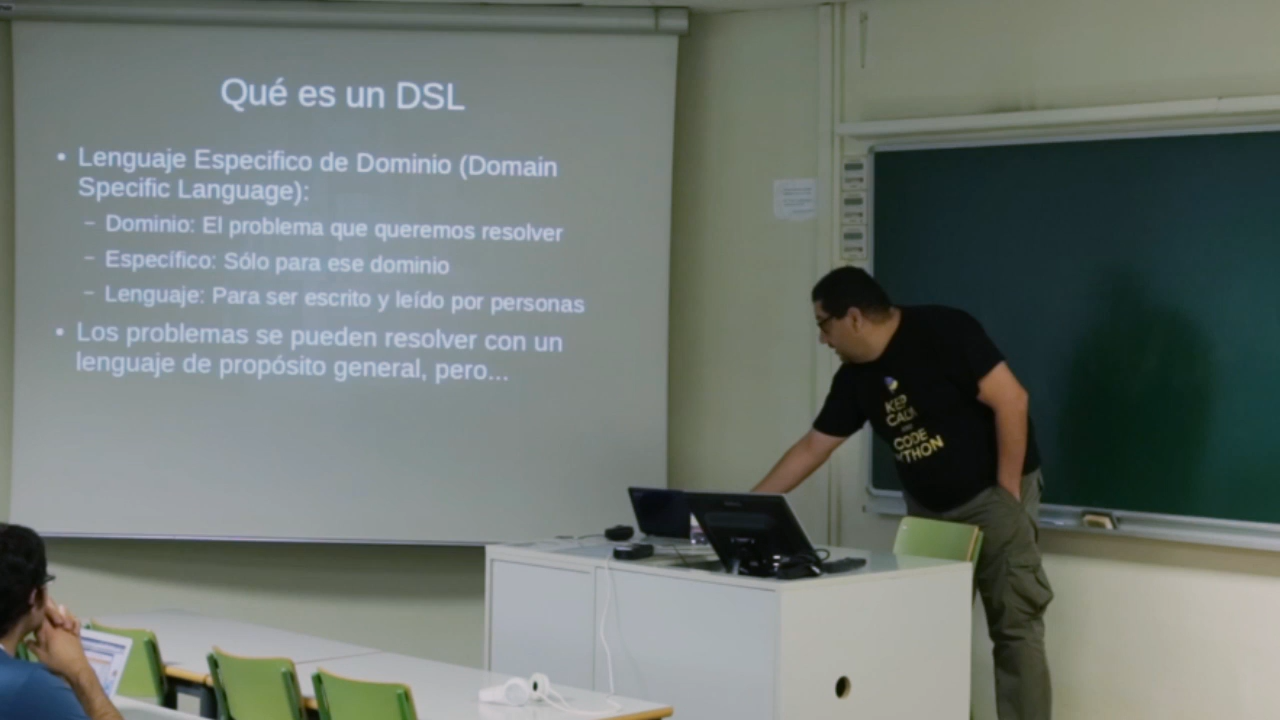 Qué es un DSL
• Lenguaje Especifico de Dominio (Domain
Specific Language):
– Dominio: El problema que queremos resolver
– Específico: Sólo para ese dominio
– Lenguaje: Para ser escrito y leído por personas
• Los problemas se pueden resolver con un
lenguaje de propósito general, pero...
CODE